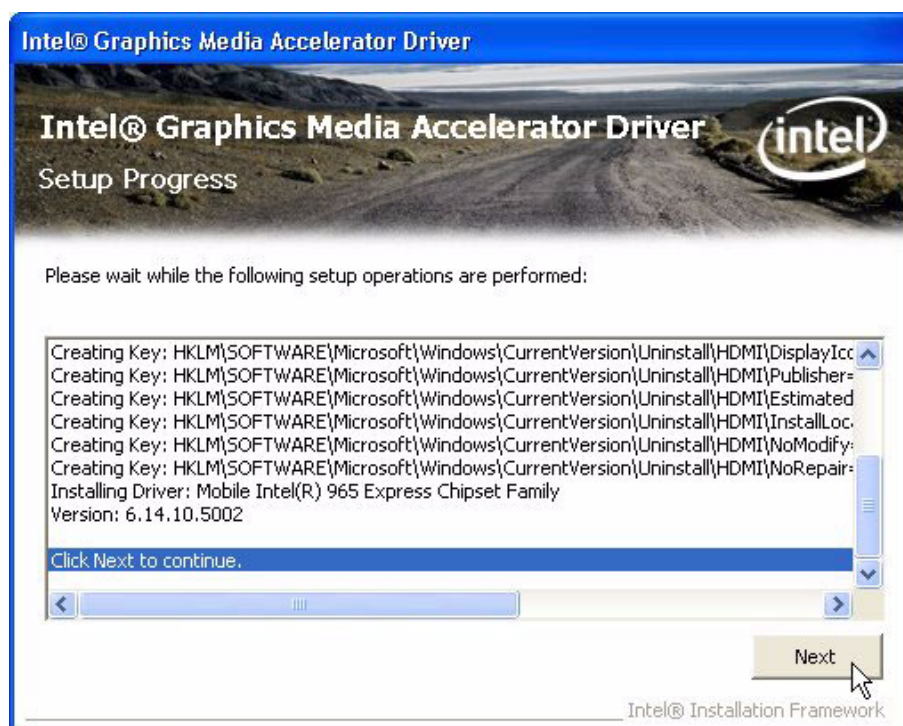 Intel® Graphics Media Accelerator Driver
Intel® Graphics Media Accelerator Driver
intel
Setup Progress
Please wait while the following setup operations are performed:
Creating Key: HKLM\SOFTWARE\Microsoft\Windows\CurrentVersion\Uninstall\HDMI\DisplayIco
Creating Key: HKLM\SOFTWARE\Microsoft\Windows\CurrentVersion\Uninstall\HDMI\Publisher=
Creating Key: HKLM\SOFTWARE\Microsoft\Windows\CurrentVersion\Uninstall\HDMI\Estimated
Creating Key: HKLM\SOFTWARE\Microsoft\Windows\CurrentVersion\Uninstall\HDMI\InstallLoc
Creating Key: HKLM\SOFTWARE\Microsoft\Windows\CurrentVersion\Uninstall\HDMI\NoModify=
Creating Key: HKLM\SOFTWARE\Microsoft\Windows\CurrentVersion\Uninstall\HDMI\NoRepair=
Installing Driver: Mobile Intel(R) 965 Express Chipset Family
Version: 6.14.10.5002
Click Next to continue.
Next
Intel® Installation Framework